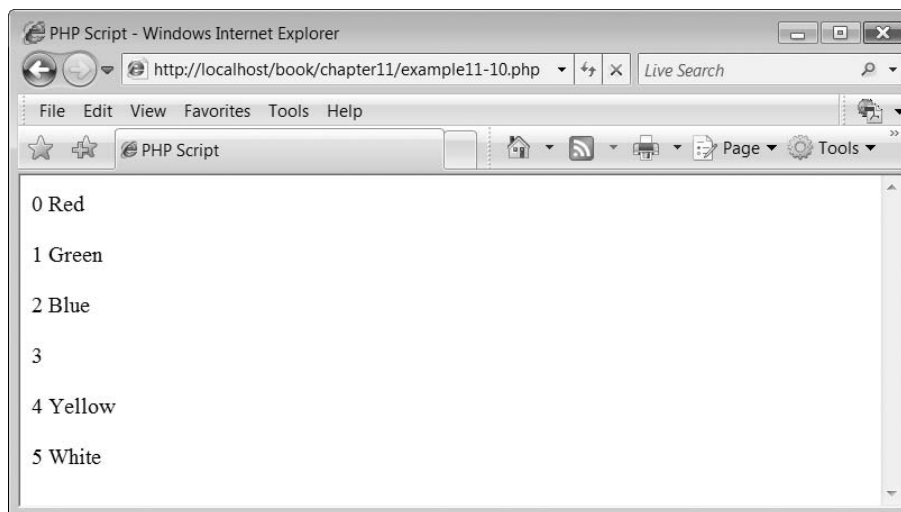 PHP Script - Windows Internet Explorer
http://localhost/book/chapter11/example11-10.php
Live Search
File Edit View Favorites Tools Help
PHP Script
Page
Tools
0 Red
1 Green
2 Blue
3
4 Yellow
5 White